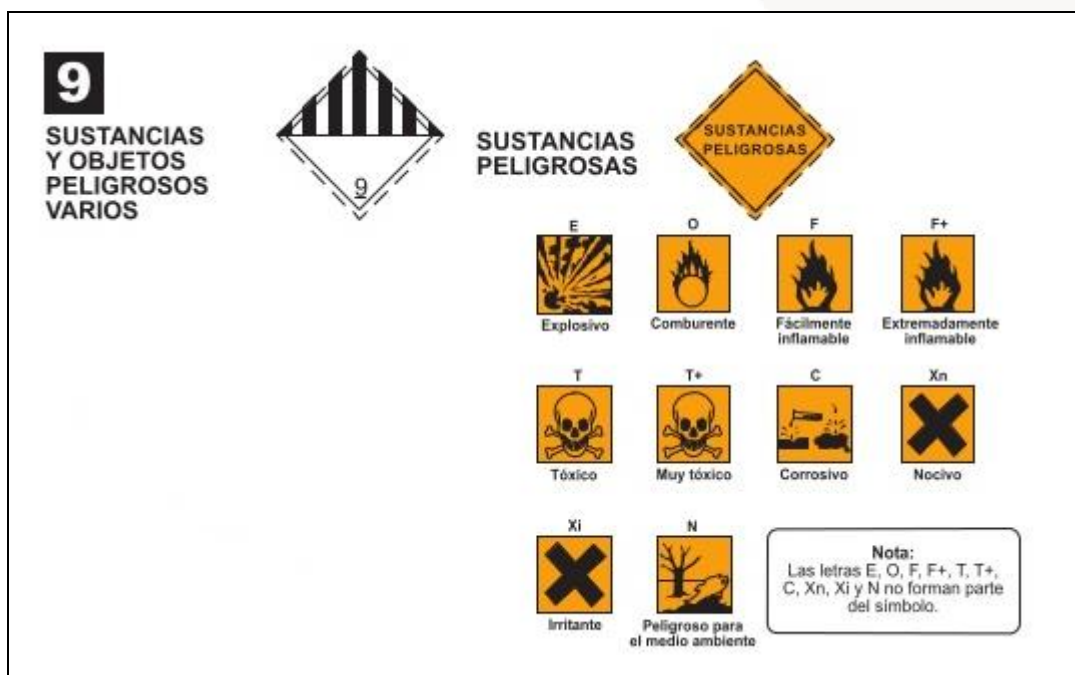 9
SUSTANCIAS
Y OBJETOS
PELIGROSOS
VARIOS
9
SUSTANCIAS
PELIGROSAS
SUSTANCIAS
PELIGROSAS
E
O
F
F+
Explosivo
Comburente
Fácilmente
inflamable
Extremadamente
inflamable
T
T+
C
Xn
Tóxico
Muy tóxico
Corrosivo
Nocivo
Xi
N
Irritante
Peligroso para
el medio ambiente
Nota:
Las letras E, O, F, F+, T, T+,
C, Xn, Xi y N no forman parte
del simbolo.